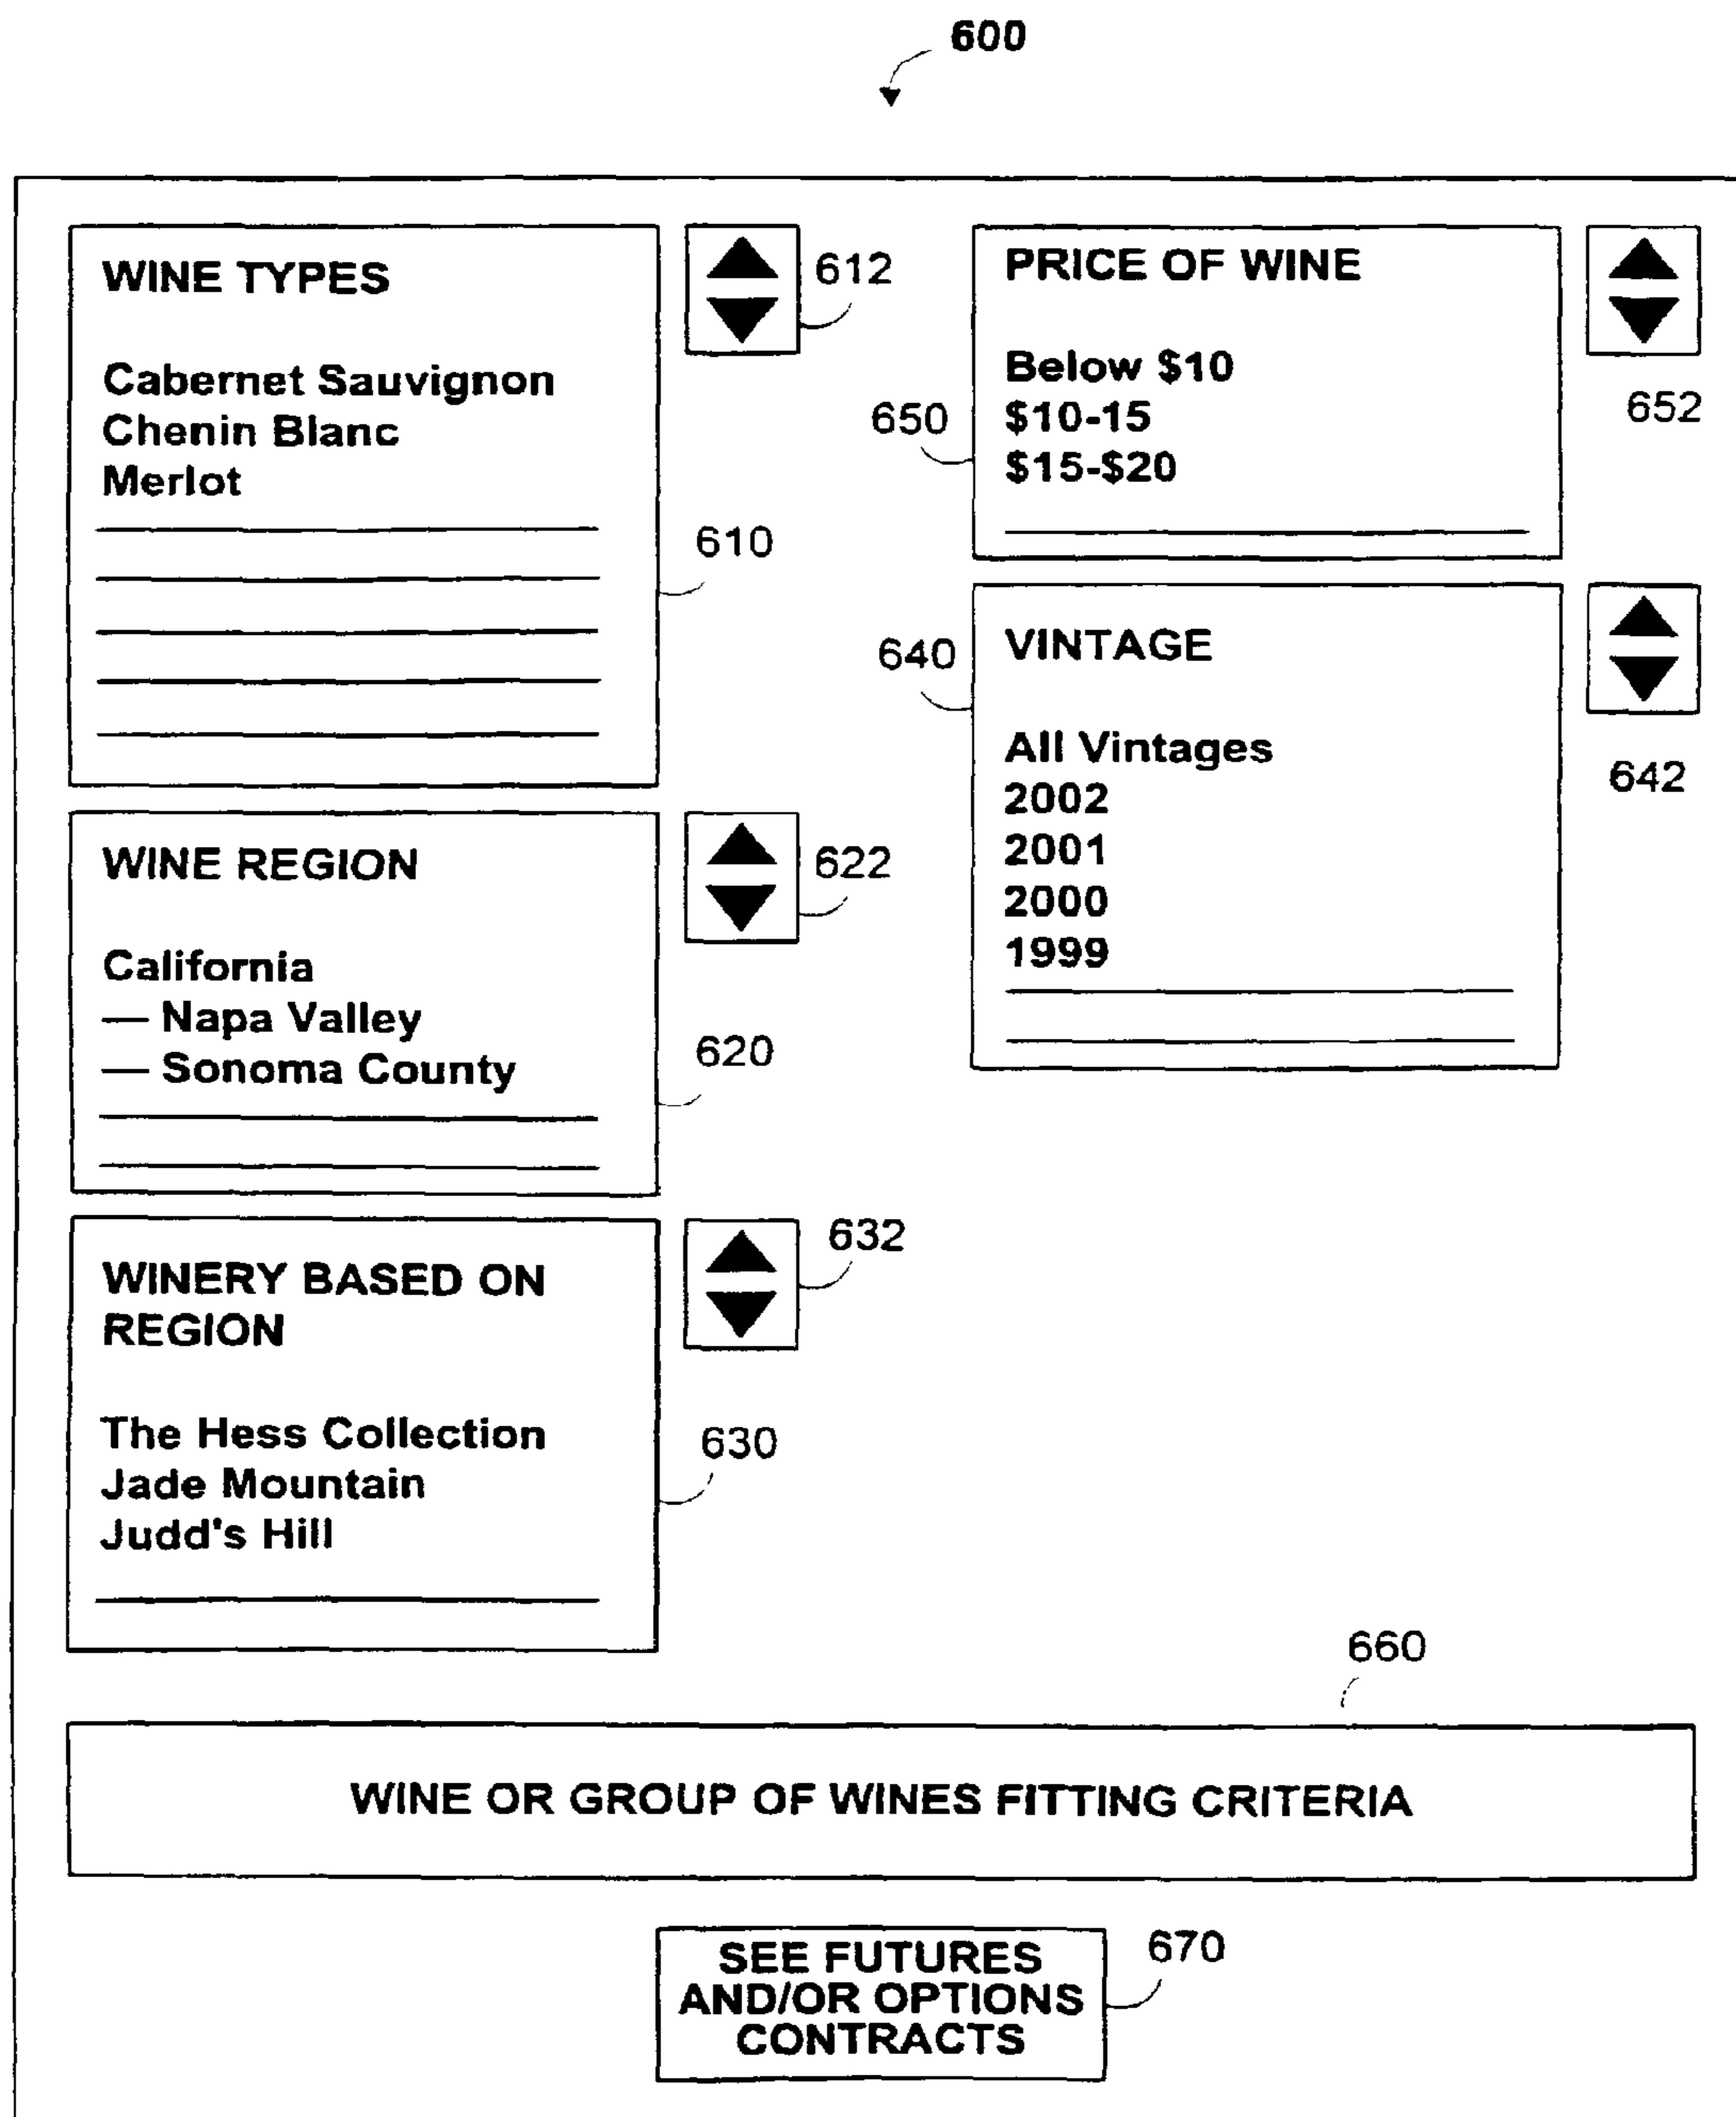 600
WINE TYPES
Cabernet Sauvignon
Chenin Blanc
Merlot
612
610
WINE REGION
California
— Napa Valley
— Sonoma County
622
620
WINERY BASED ON
REGION
The Hess Collection
Jade Mountain
Judd's Hill
632
630
PRICE OF WINE
Below $10
$10-15
$15-$20
650
652
VINTAGE
All Vintages
2002
2001
2000
1999
640
642
660
WINE OR GROUP OF WINES FITTING CRITERIA
SEE FUTURES
AND/OR OPTIONS
CONTRACTS
670